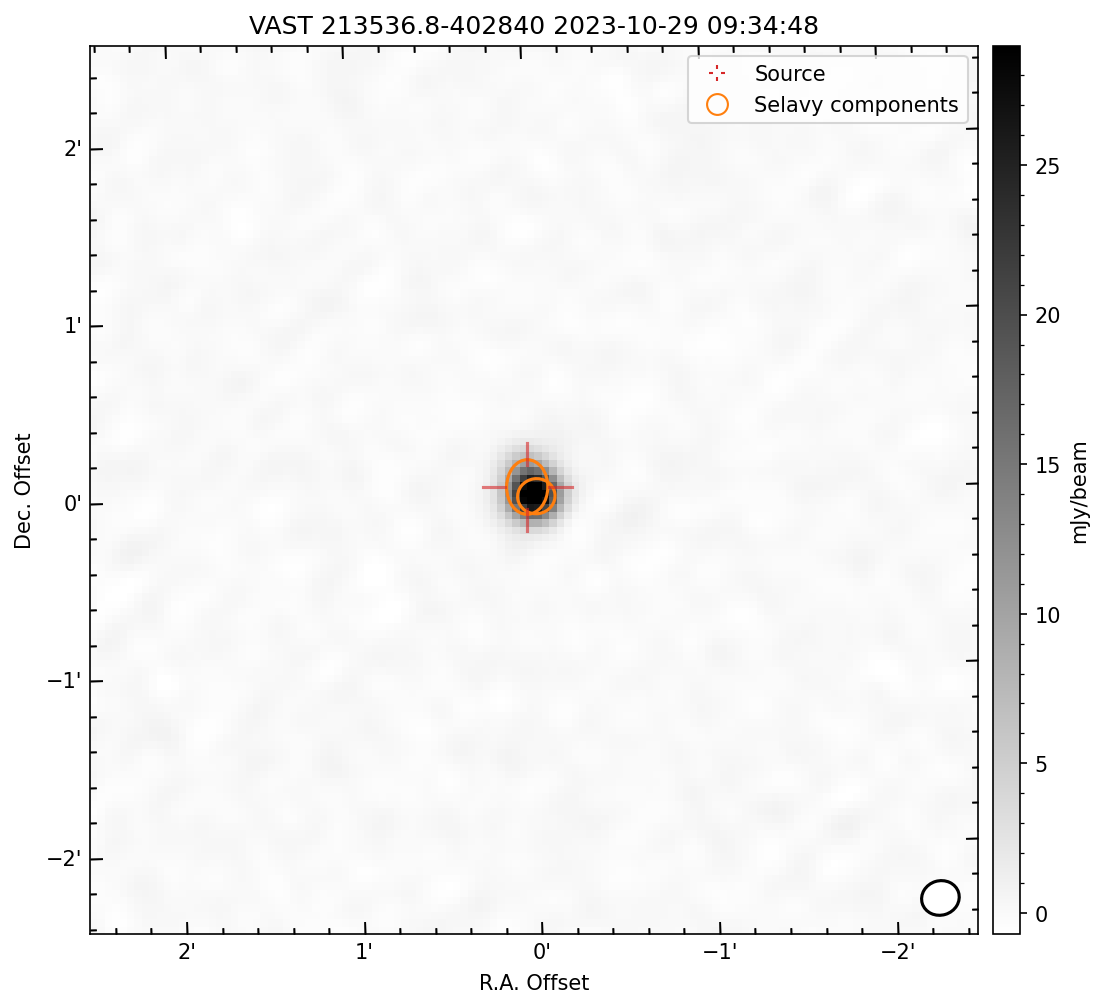 VAST 213536.8-402840 2023-10-29 09:34:48
Source
Selavy components
2'
1'
0'
−1'
−2'
Dec. Offset
2'
1'
0'
−1'
−2'
R.A. Offset
25
20
15
10
5
0
mJy/beam